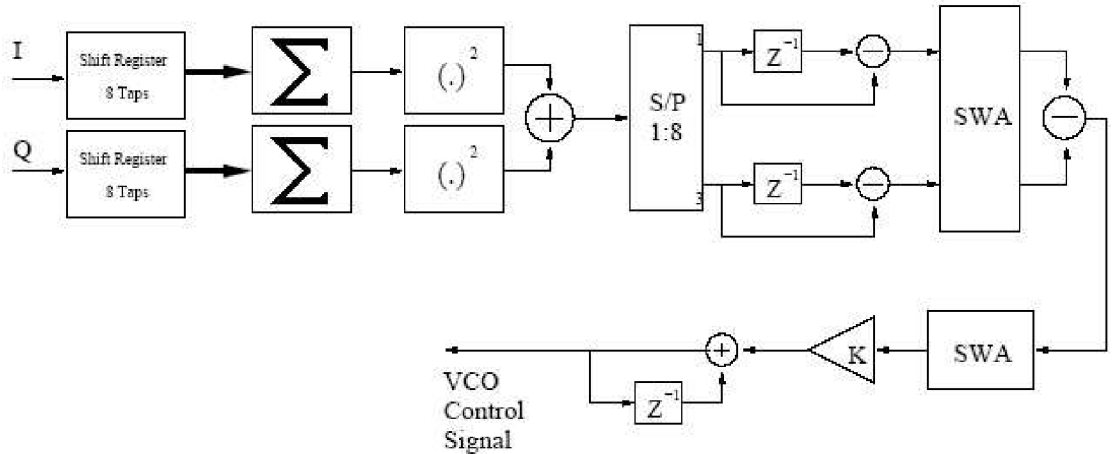 I
Shift Register
8 Taps
Σ
(.)²
Q
Shift Register
8 Taps
Σ
(.)²
+
S/P
1:8
1
3
Z⁻¹
−
Z⁻¹
−
SWA
−
SWA
K
+
Z⁻¹
VCO
Control
Signal